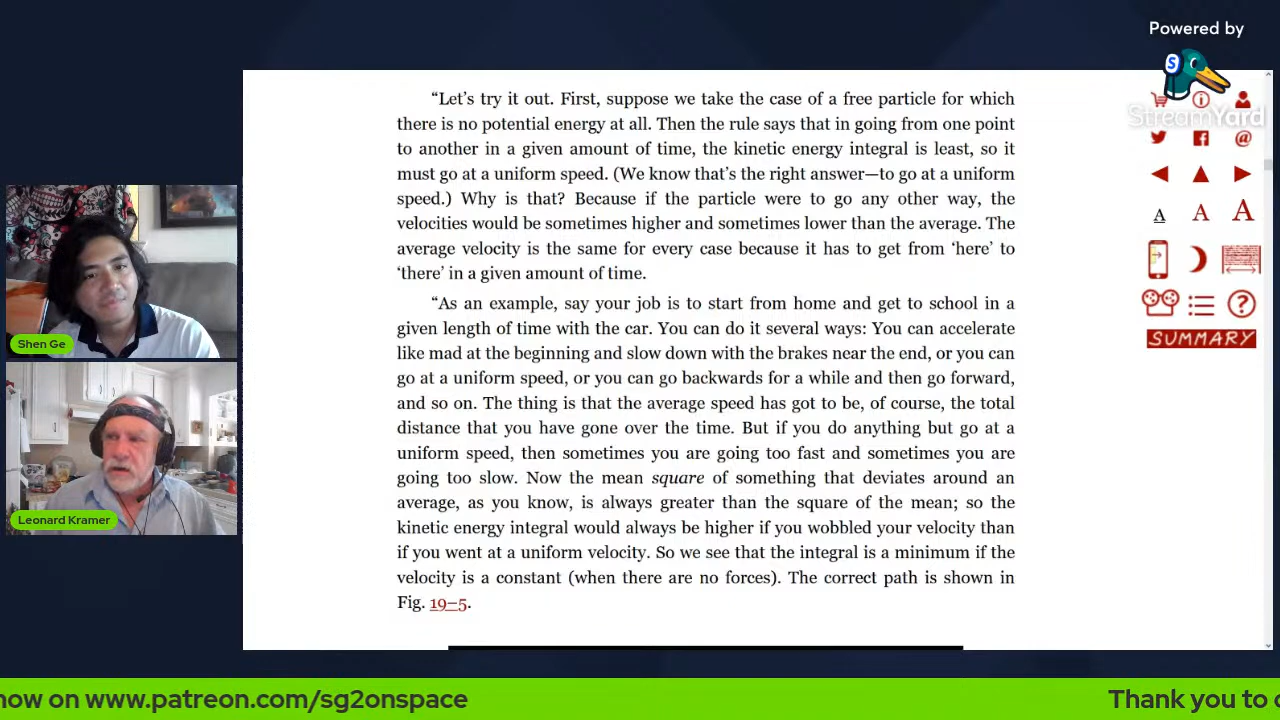 Powered by
StreamYard
“Let’s try it out. First, suppose we take the case of a free particle for which
there is no potential energy at all. Then the rule says that in going from one point
to another in a given amount of time, the kinetic energy integral is least, so it
must go at a uniform speed. (We know that’s the right answer—to go at a uniform
speed.) Why is that? Because if the particle were to go any other way, the
velocities would be sometimes higher and sometimes lower than the average. The
average velocity is the same for every case because it has to get from ‘here’ to
‘there’ in a given amount of time.
“As an example, say your job is to start from home and get to school in a
given length of time with the car. You can do it several ways: You can accelerate
like mad at the beginning and slow down with the brakes near the end, or you can
go at a uniform speed, or you can go backwards for a while and then go forward,
and so on. The thing is that the average speed has got to be, of course, the total
distance that you have gone over the time. But if you do anything but go at a
uniform speed, then sometimes you are going too fast and sometimes you are
going too slow. Now the mean square of something that deviates around an
average, as you know, is always greater than the square of the mean; so the
kinetic energy integral would always be higher if you wobbled your velocity than
if you went at a uniform velocity. So we see that the integral is a minimum if the
velocity is a constant (when there are no forces). The correct path is shown in
Fig. 19–5.
A A A
SUMMARY
Shen Ge
Leonard Kramer
now on www.patreon.com/sg2onspace
Thank you to